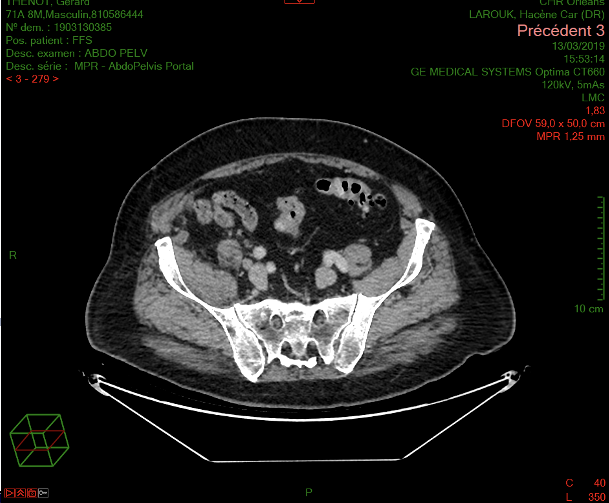 THENOT, Gérard
71A 8M,Masculin,810586444
N° dem. : 1903130385
Pos. patient : FFS
Desc. examen : ABDO PELV
Desc. série : MPR - AbdoPelvis Portal
< 3 - 279 >
CHR Orléans
LAROUK, Hacène Car (DR)
Précédent 3
13/03/2019
15:53:14
GE MEDICAL SYSTEMS Optima CT660
120kV, 5mAs
LMC
1,83
DFOV 59,0 x 50,0 cm
MPR 1,25 mm
R
10 cm
P
C 40
L 350